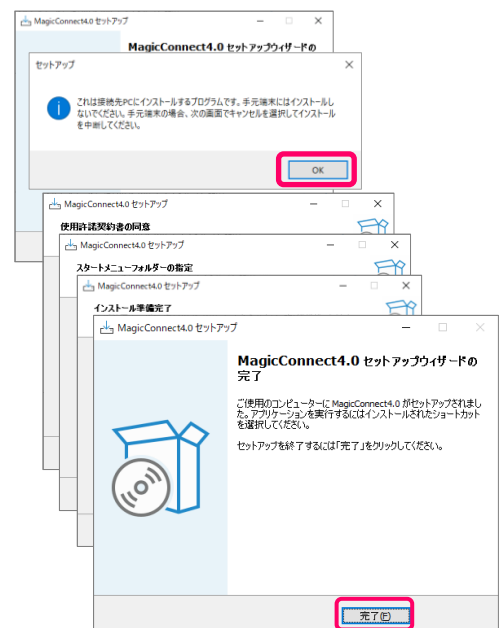 MagicConnect4.0 セットアップ
MagicConnect4.0 セットアップウィザードの
セットアップ
これは接続先PCにインストールするプログラムです。手元端末にはインストールし
ないでください。手元端末の場合、次の画面でキャンセルを選択してインストール
を中断してください。
OK
MagicConnect4.0 セットアップ
使用許諾契約書の同意
MagicConnect4.0 セットアップ
スタートメニューフォルダーの指定
MagicConnect4.0 セットアップ
インストール準備完了
MagicConnect4.0 セットアップ
MagicConnect4.0 セットアップウィザードの
完了
ご使用のコンピューターに MagicConnect4.0 がセットアップされまし
た。アプリケーションを実行するにはインストールされたショートカット
を選択してください。
セットアップを終了するには「完了」をクリックしてください。
完了(F)